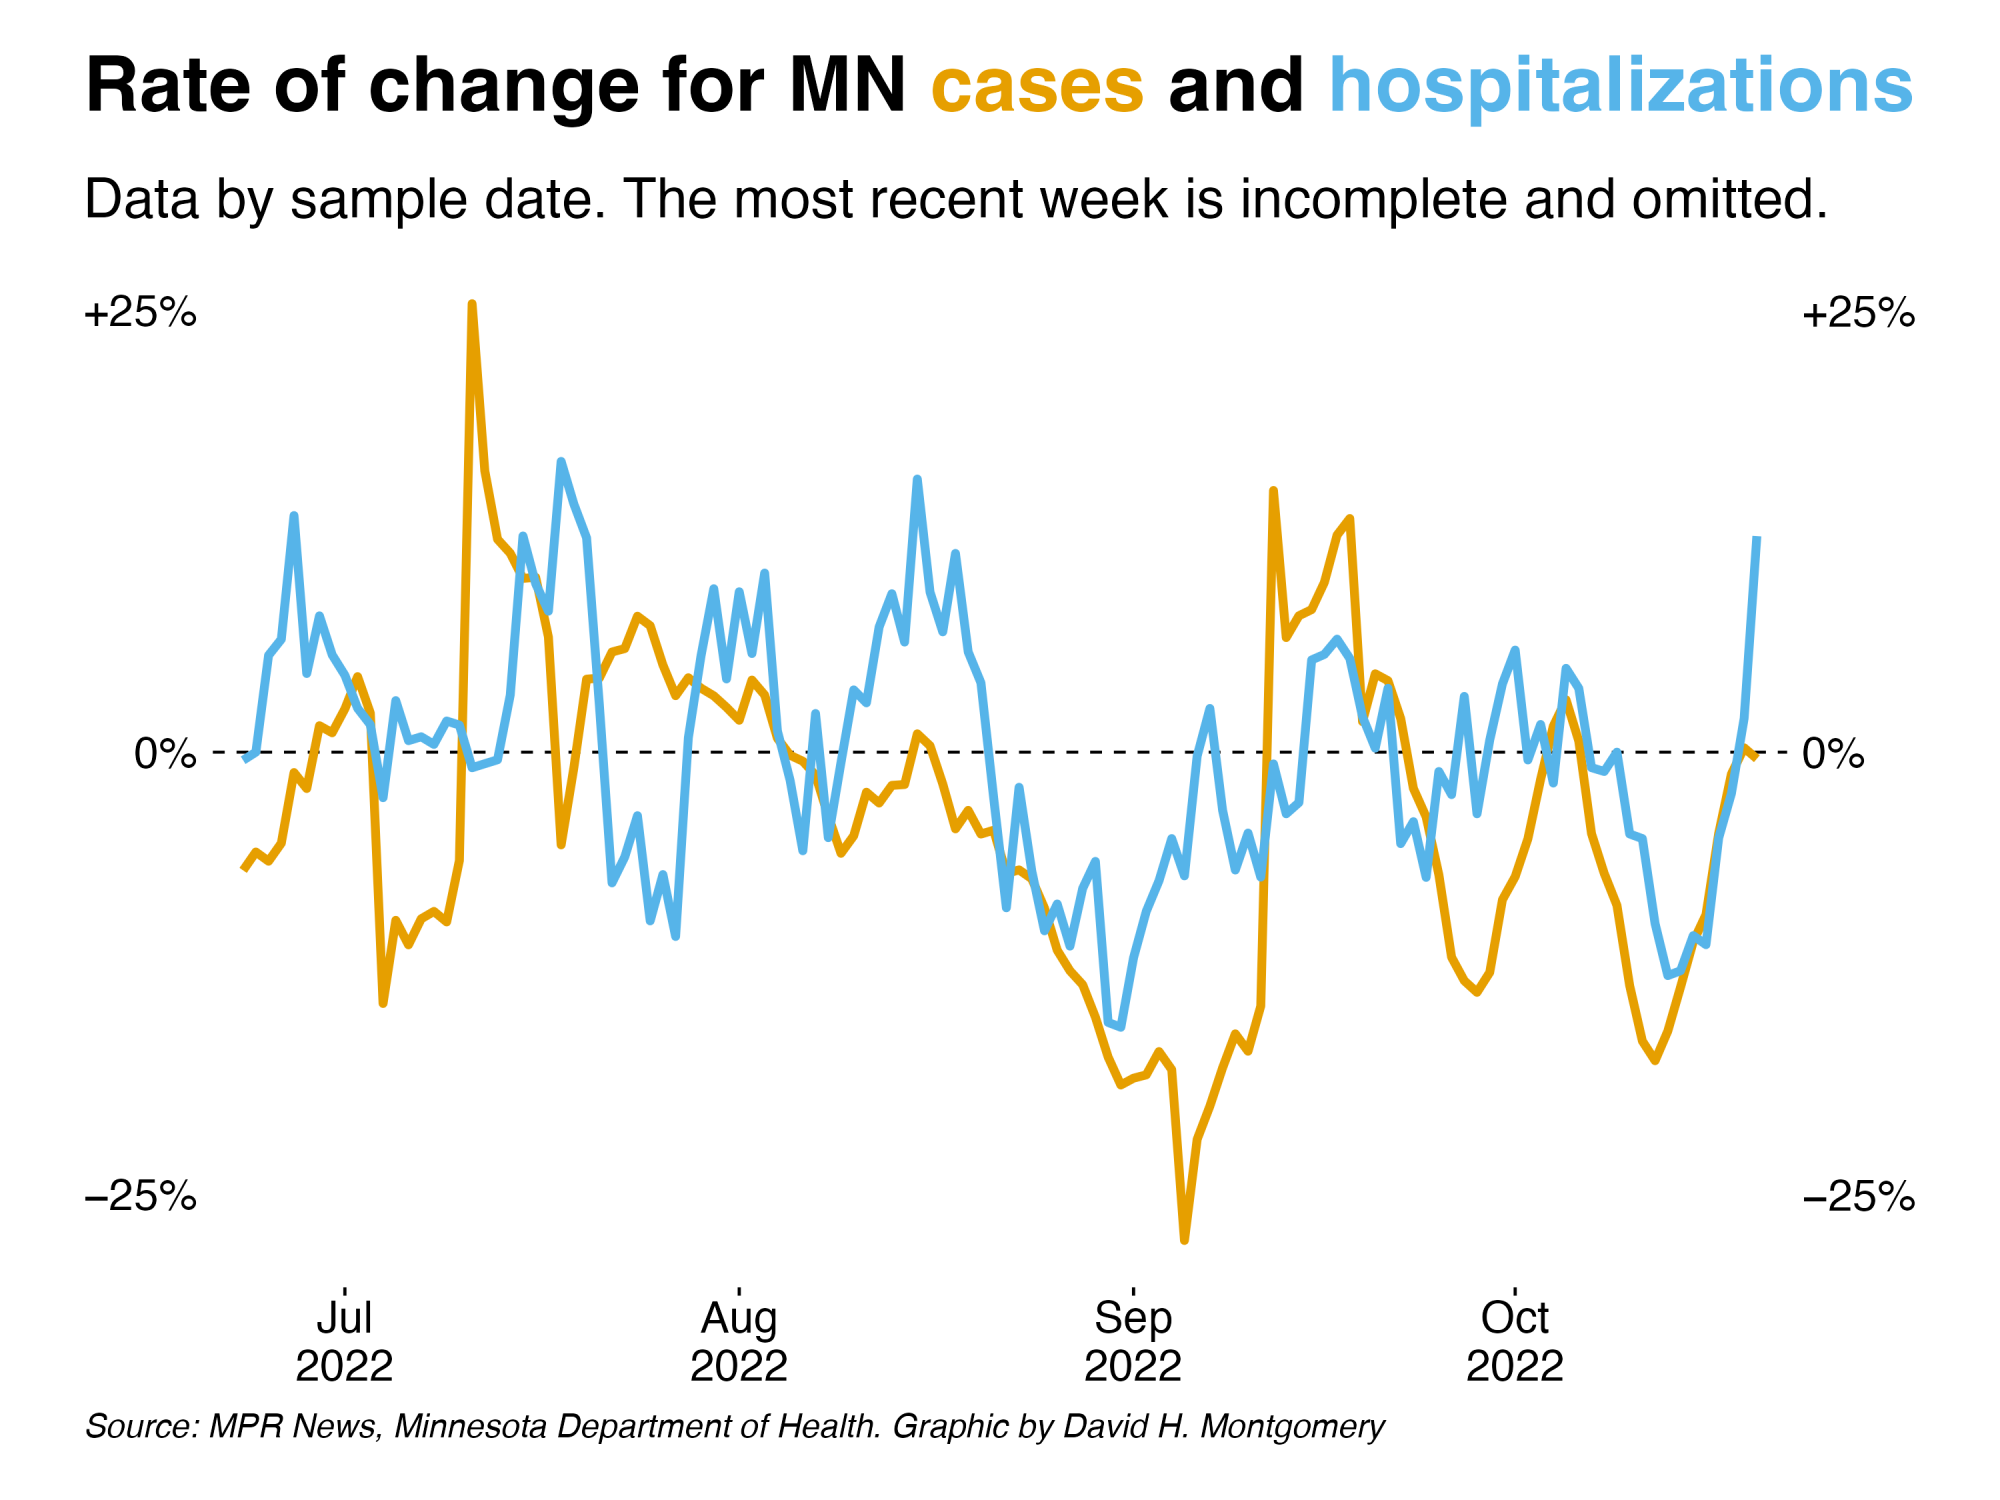 Rate of change for MN cases and hospitalizations
Data by sample date. The most recent week is incomplete and omitted.
+25% +25%
0% 0%
−25% −25%
Jul Aug Sep Oct
2022 2022 2022 2022
Source: MPR News, Minnesota Department of Health. Graphic by David H. Montgomery